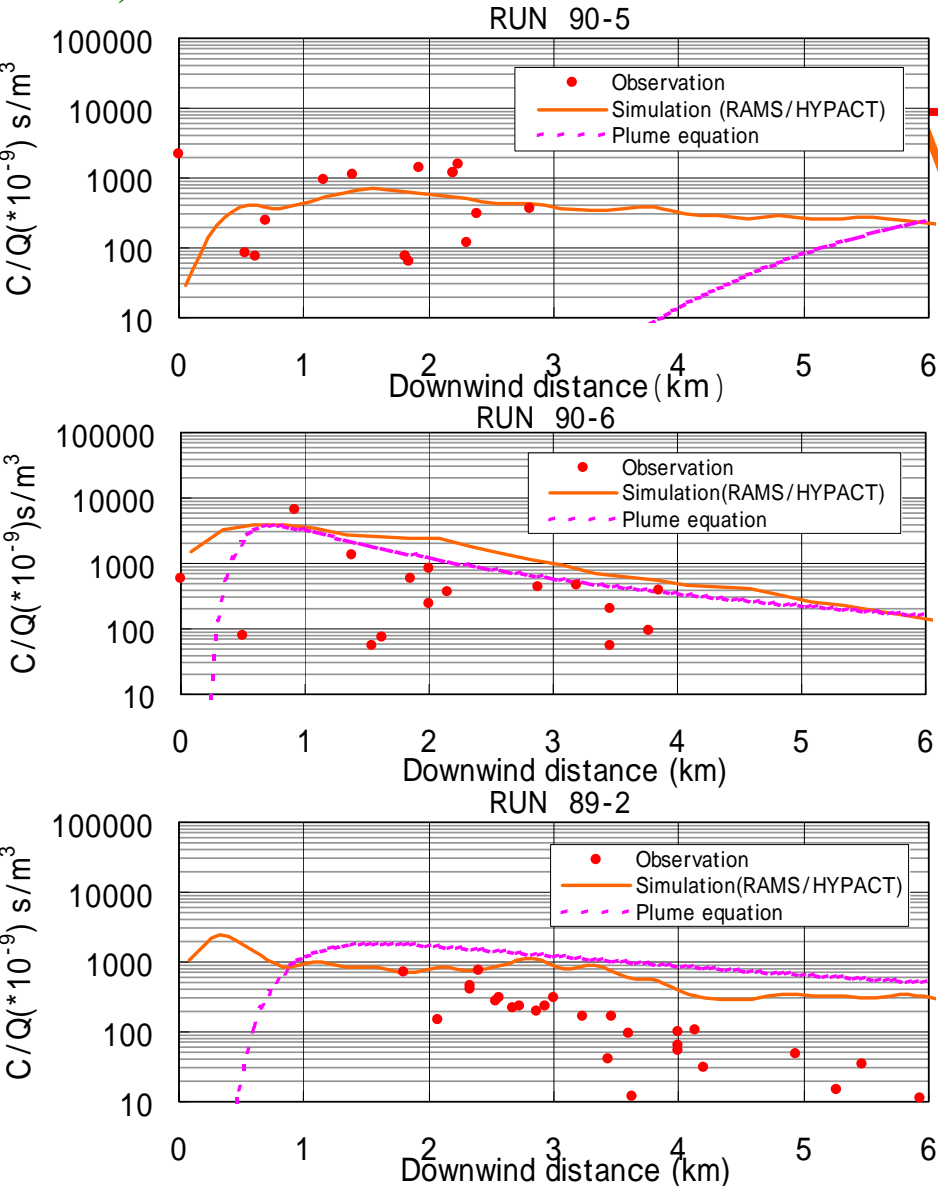 RUN 90-5
100000
10000
1000
100
10
C/Q(*10⁻⁹) s/m³
Observation
Simulation (RAMS/HYPACT)
Plume equation
0 1 2 3 4 5 6
Downwind distance (km)
RUN 90-6
100000
10000
1000
100
10
C/Q(*10⁻⁹)s/m³
Observation
Simulation(RAMS/HYPACT)
Plume equation
0 1 2 3 4 5 6
Downwind distance (km)
RUN 89-2
100000
10000
1000
100
10
C/Q(*10⁻⁹) s/m³
Observation
Simulation(RAMS/HYPACT)
Plume equation
0 1 2 3 4 5 6
Downwind distance (km)